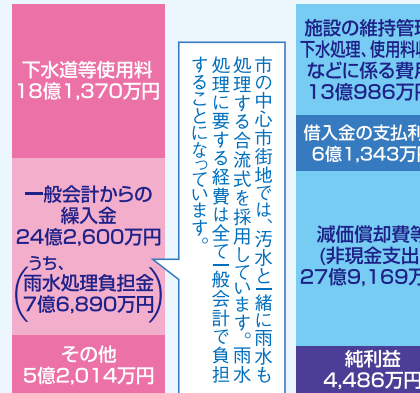 下水道等使用料
18億1,370万円
一般会計からの
繰入金
24億2,600万円
うち、
雨水処理負担金
7億6,890万円
その他
5億2,014万円
市の中心市街地では、汚水と一緒に雨水も
処理する合流式を採用しています。雨水
処理に要する経費は全て一般会計で負担
することになっています。
施設の維持管理
下水処理、使用料
などに係る費
13億986万
借入金の支払利
6億1,343万円
減価償却費等
(非現金支出
27億9,169万
純利益
4,486万円